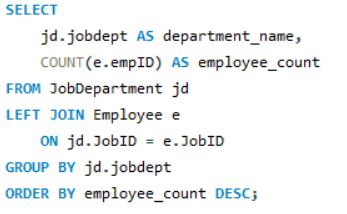 SELECT
    jd.jobdept AS department_name,
    COUNT(e.empID) AS employee_count
FROM JobDepartment jd
LEFT JOIN Employee e
    ON jd.JobID = e.JobID
GROUP BY jd.jobdept
ORDER BY employee_count DESC;